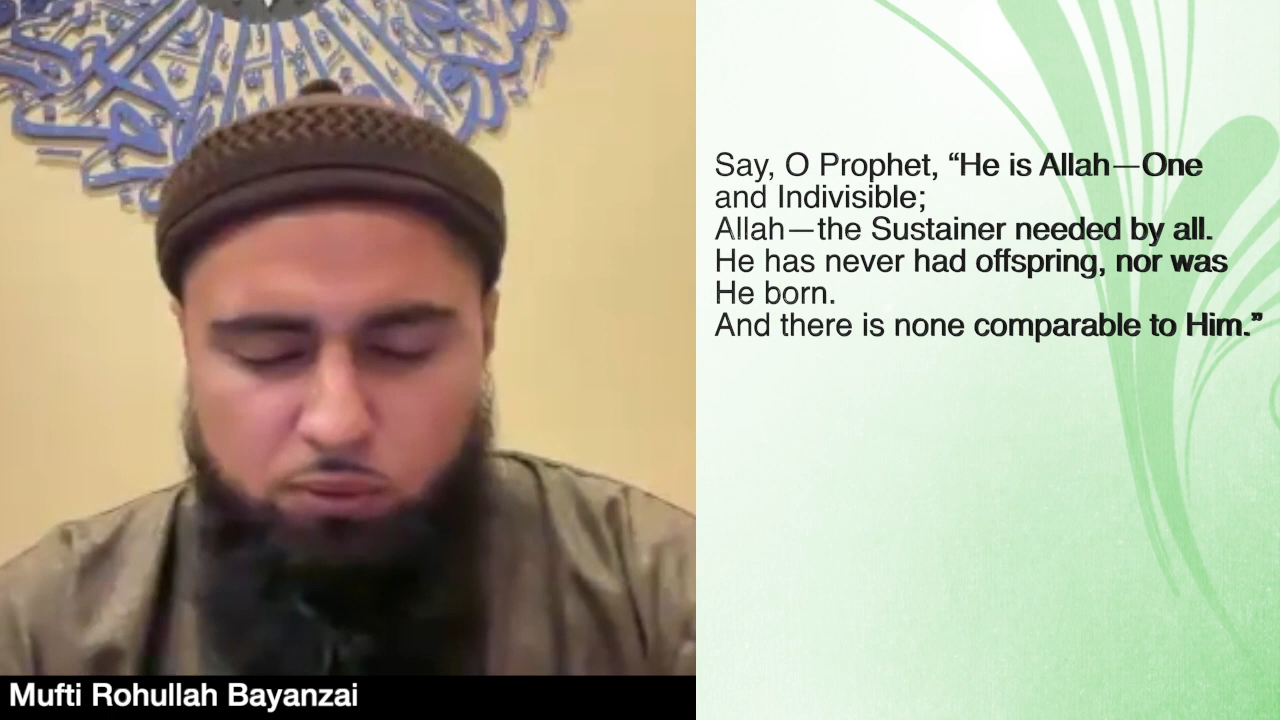 Say, O Prophet, “He is Allah—One
and Indivisible;
Allah—the Sustainer needed by all.
He has never had offspring, nor was
He born.
And there is none comparable to Him.”
Mufti Rohullah Bayanzai